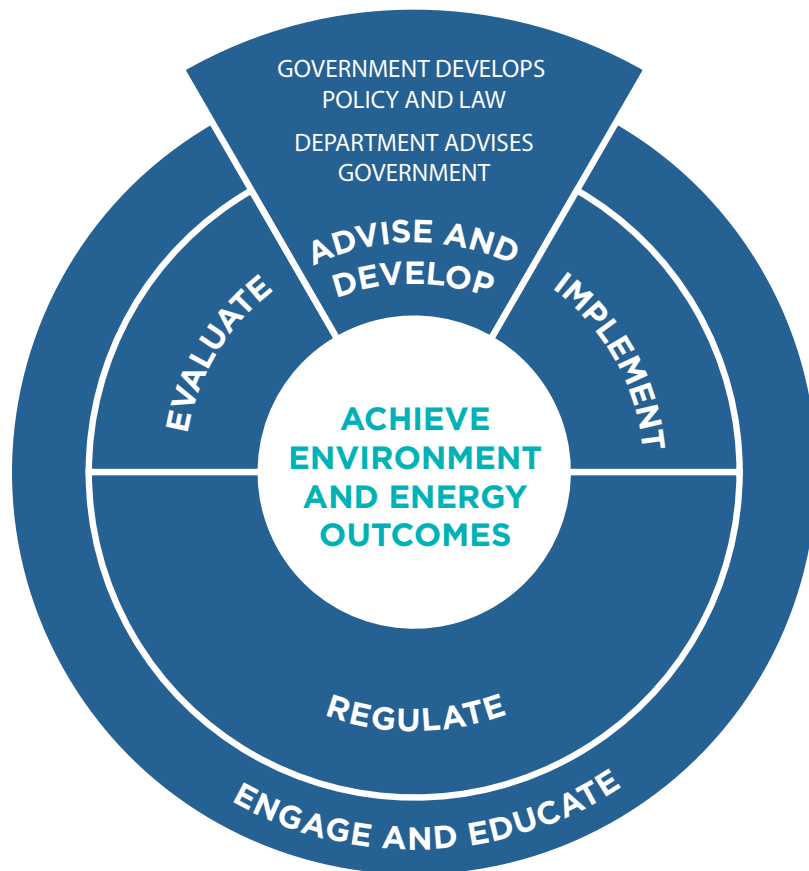 GOVERNMENT DEVELOPS
POLICY AND LAW
DEPARTMENT ADVISES
GOVERNMENT
ADVISE AND
DEVELOP
EVALUATE
IMPLEMENT
ACHIEVE
ENVIRONMENT
AND ENERGY
OUTCOMES
REGULATE
ENGAGE AND EDUCATE